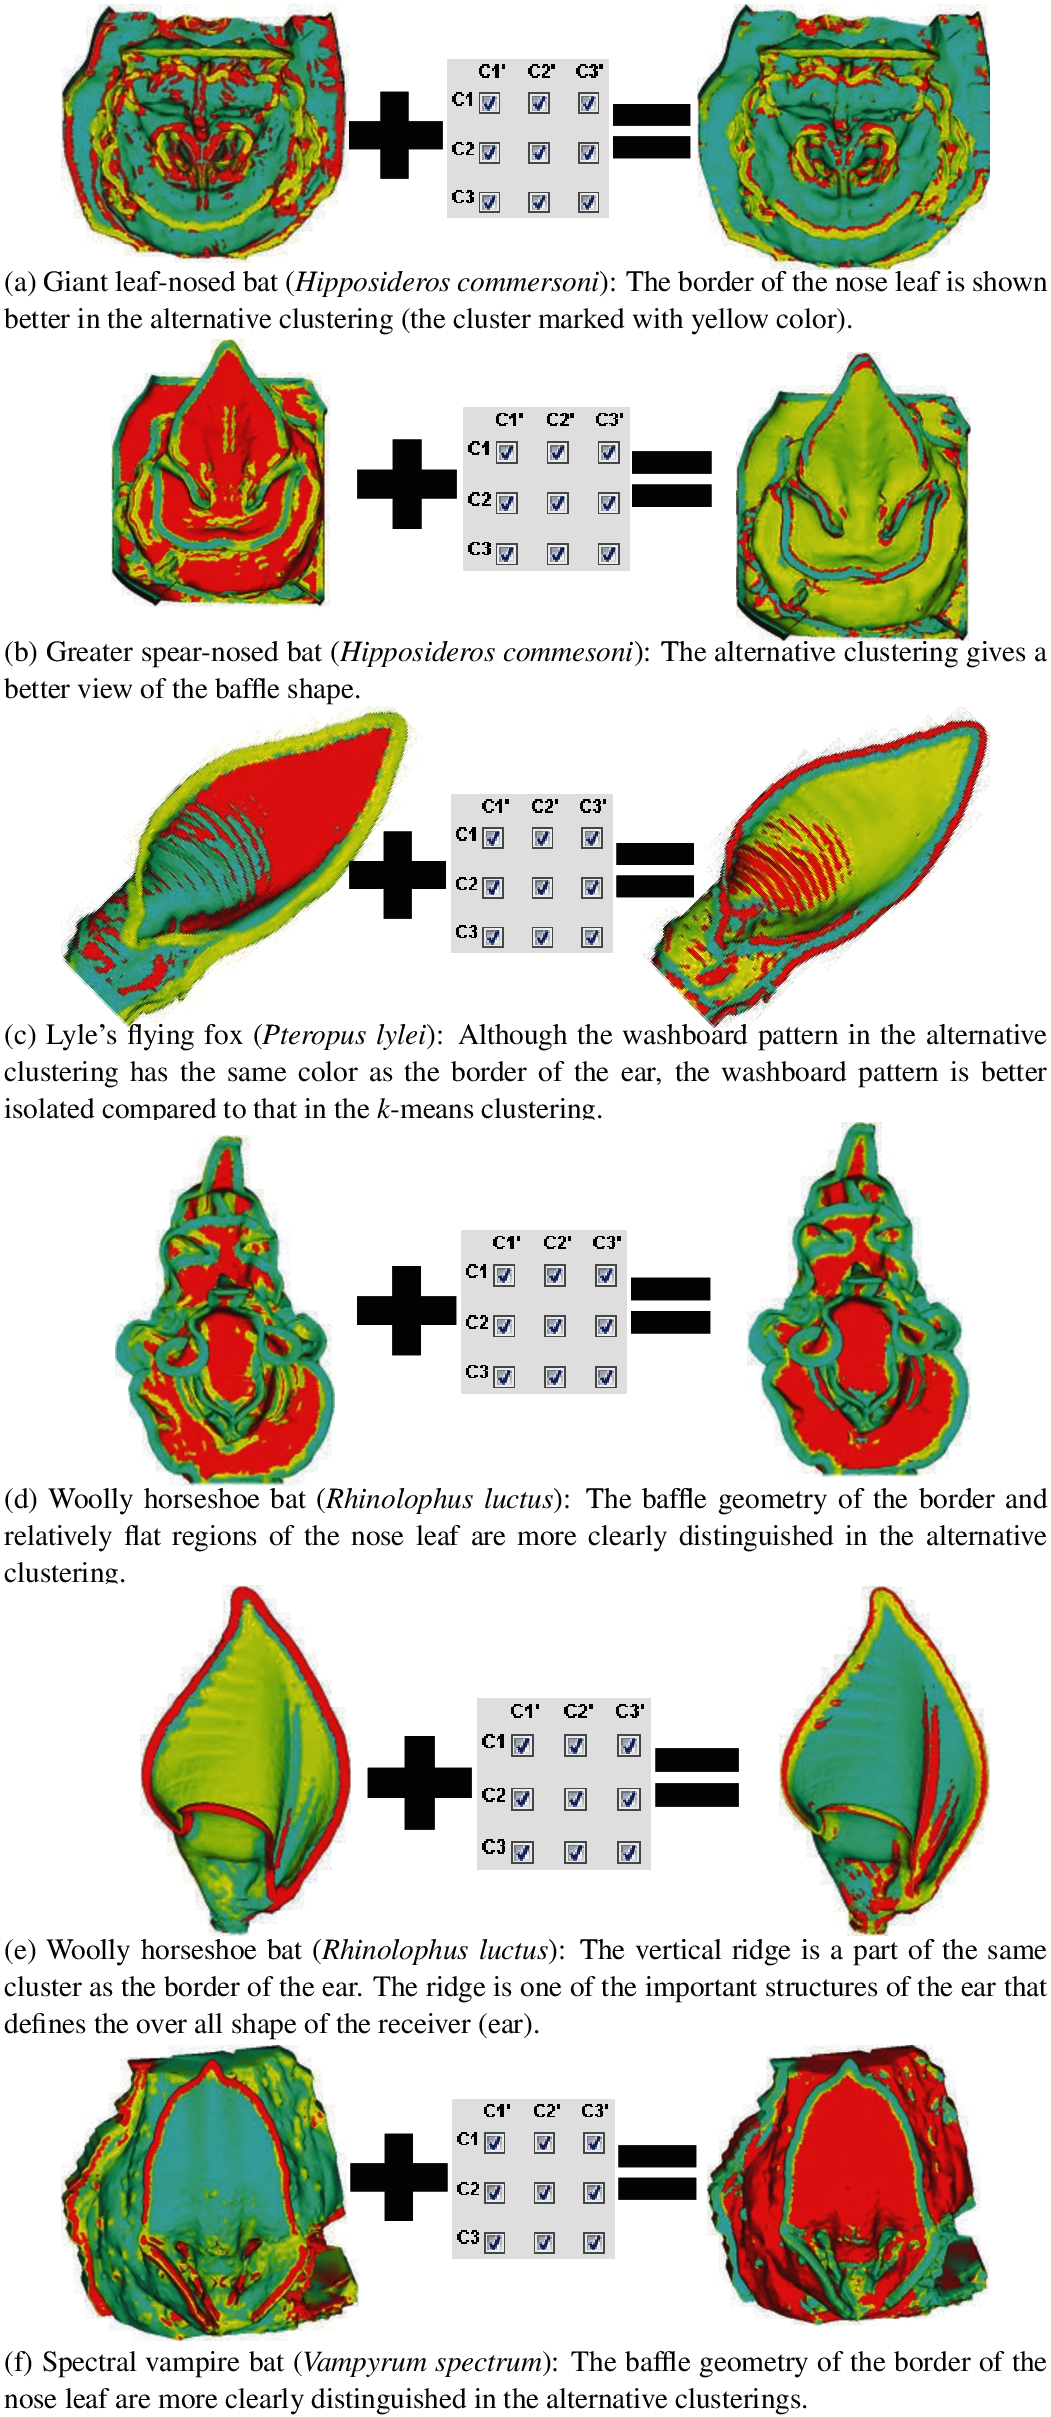 C1' C2' C3'
C1
C2
C3
(a) Giant leaf-nosed bat (Hipposideros commersoni): The border of the nose leaf is shown
better in the alternative clustering (the cluster marked with yellow color).
C1' C2' C3'
C1
C2
C3
(b) Greater spear-nosed bat (Hipposideros commesoni): The alternative clustering gives a
better view of the baffle shape.
C1' C2' C3'
C1
C2
C3
(c) Lyle's flying fox (Pteropus lylei): Although the washboard pattern in the alternative
clustering has the same color as the border of the ear, the washboard pattern is better
isolated compared to that in the k-means clustering.
C1' C2' C3'
C1
C2
C3
(d) Woolly horseshoe bat (Rhinolophus luctus): The baffle geometry of the border and
relatively flat regions of the nose leaf are more clearly distinguished in the alternative
clustering.
C1' C2' C3'
C1
C2
C3
(e) Woolly horseshoe bat (Rhinolophus luctus): The vertical ridge is a part of the same
cluster as the border of the ear. The ridge is one of the important structures of the ear that
defines the over all shape of the receiver (ear).
C1' C2' C3'
C1
C2
C3
(f) Spectral vampire bat (Vampyrum spectrum): The baffle geometry of the border of the
nose leaf are more clearly distinguished in the alternative clusterings.